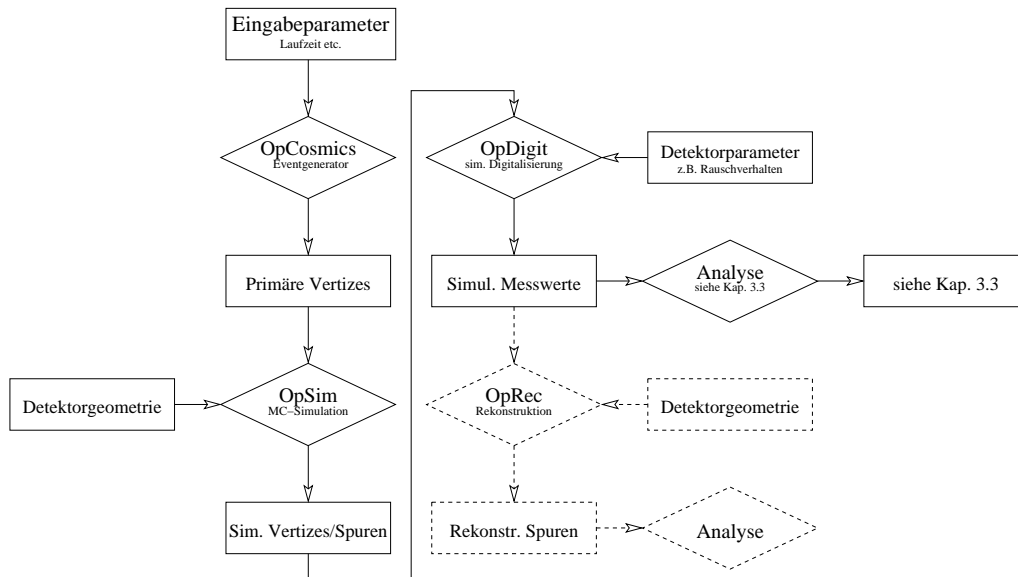 Eingabeparameter
Laufzeit etc.
OpCosmics
Eventgenerator
Primäre Vertizes
Detektorgeometrie
OpSim
MC–Simulation
Sim. Vertizes/Spuren
OpDigit
sim. Digitalisierung
Detektorparameter
z.B. Rauschverhalten
Simul. Messwerte
Analyse
siehe Kap. 3.3
siehe Kap. 3.3
OpRec
Rekonstruktion
Detektorgeometrie
Rekonstr. Spuren
Analyse